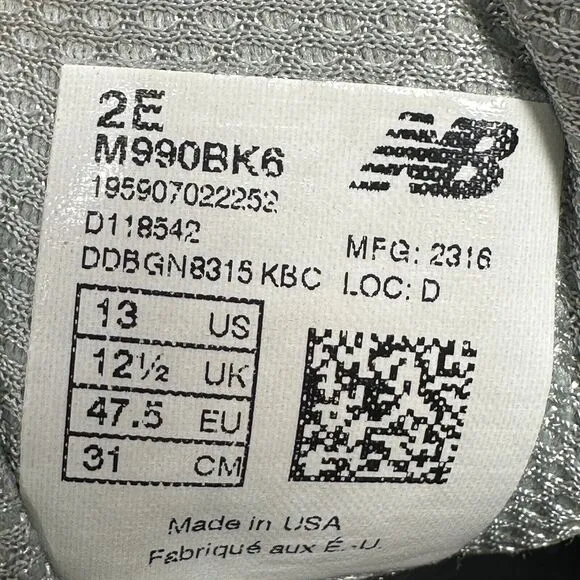 2E
M990BK6
NB
195907022252
D118542
MFG: 2316
DDBGN8315 KBC
LOC: D
13 US
12½ UK
47.5 EU
31 CM
Made in USA
Fabriqué aux É.-U.